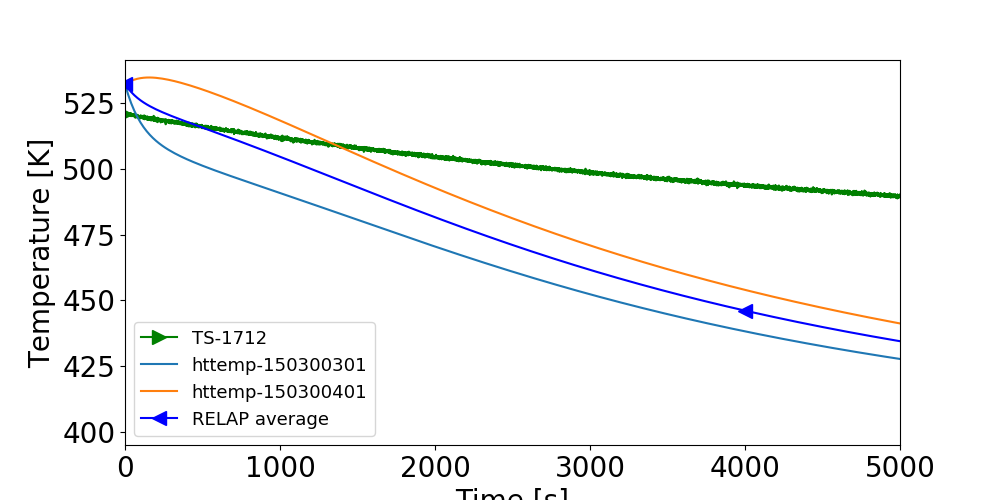 Temperature [K]
525
500
475
450
425
400
TS-1712
httemp-150300301
httemp-150300401
RELAP average
0 1000 2000 3000 4000 5000
Time [s]